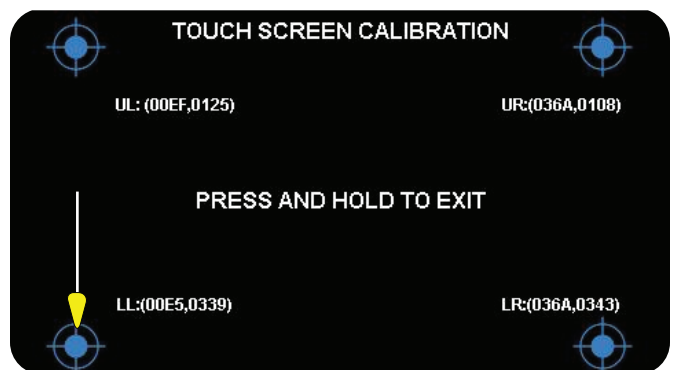 TOUCH SCREEN CALIBRATION
UL: (00EF,0125)
UR:(036A,0108)
PRESS AND HOLD TO EXIT
LL:(00E5,0339)
LR:(036A,0343)